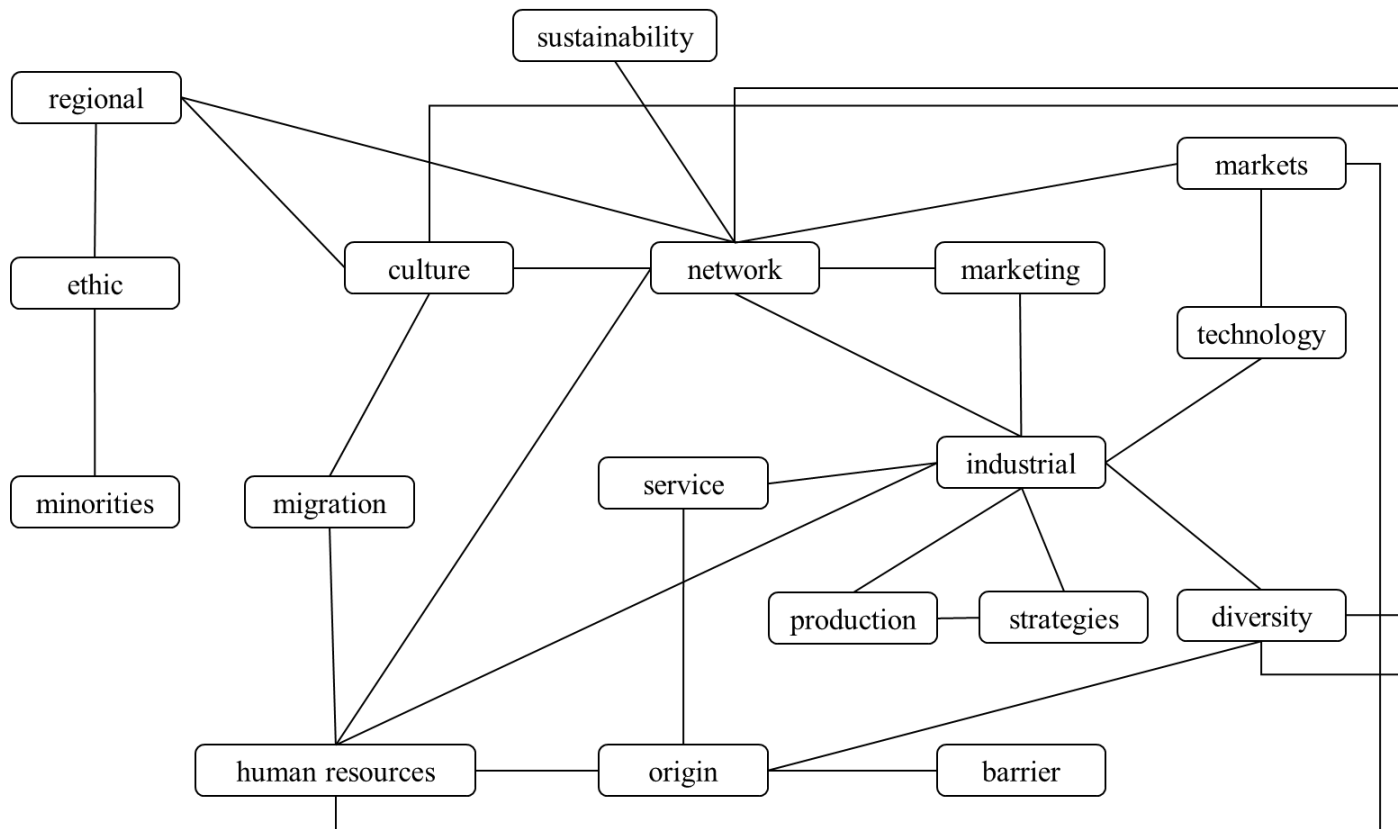 sustainability
regional
markets
culture
network
marketing
ethic
technology
industrial
service
minorities
migration
production
strategies
diversity
human resources
origin
barrier